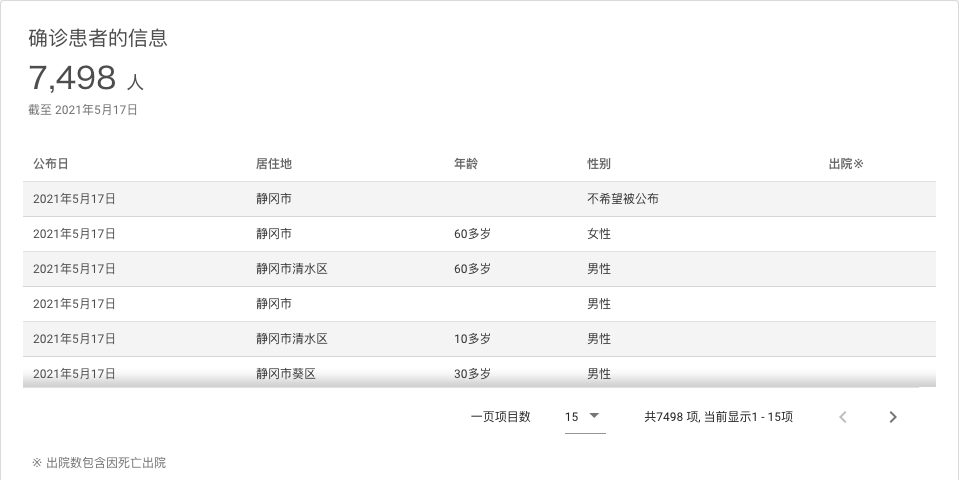 确诊患者的信息
7,498 人
截至 2021年5月17日
公布日 居住地 年龄 性别 出院※
2021年5月17日 静冈市 不希望被公布
2021年5月17日 静冈市 60多岁 女性
2021年5月17日 静冈市清水区 60多岁 男性
2021年5月17日 静冈市 男性
2021年5月17日 静冈市清水区 10多岁 男性
2021年5月17日 静冈市葵区 30多岁 男性
一页项目数 15 共7498 项, 当前显示1 - 15项
※ 出院数包含因死亡出院